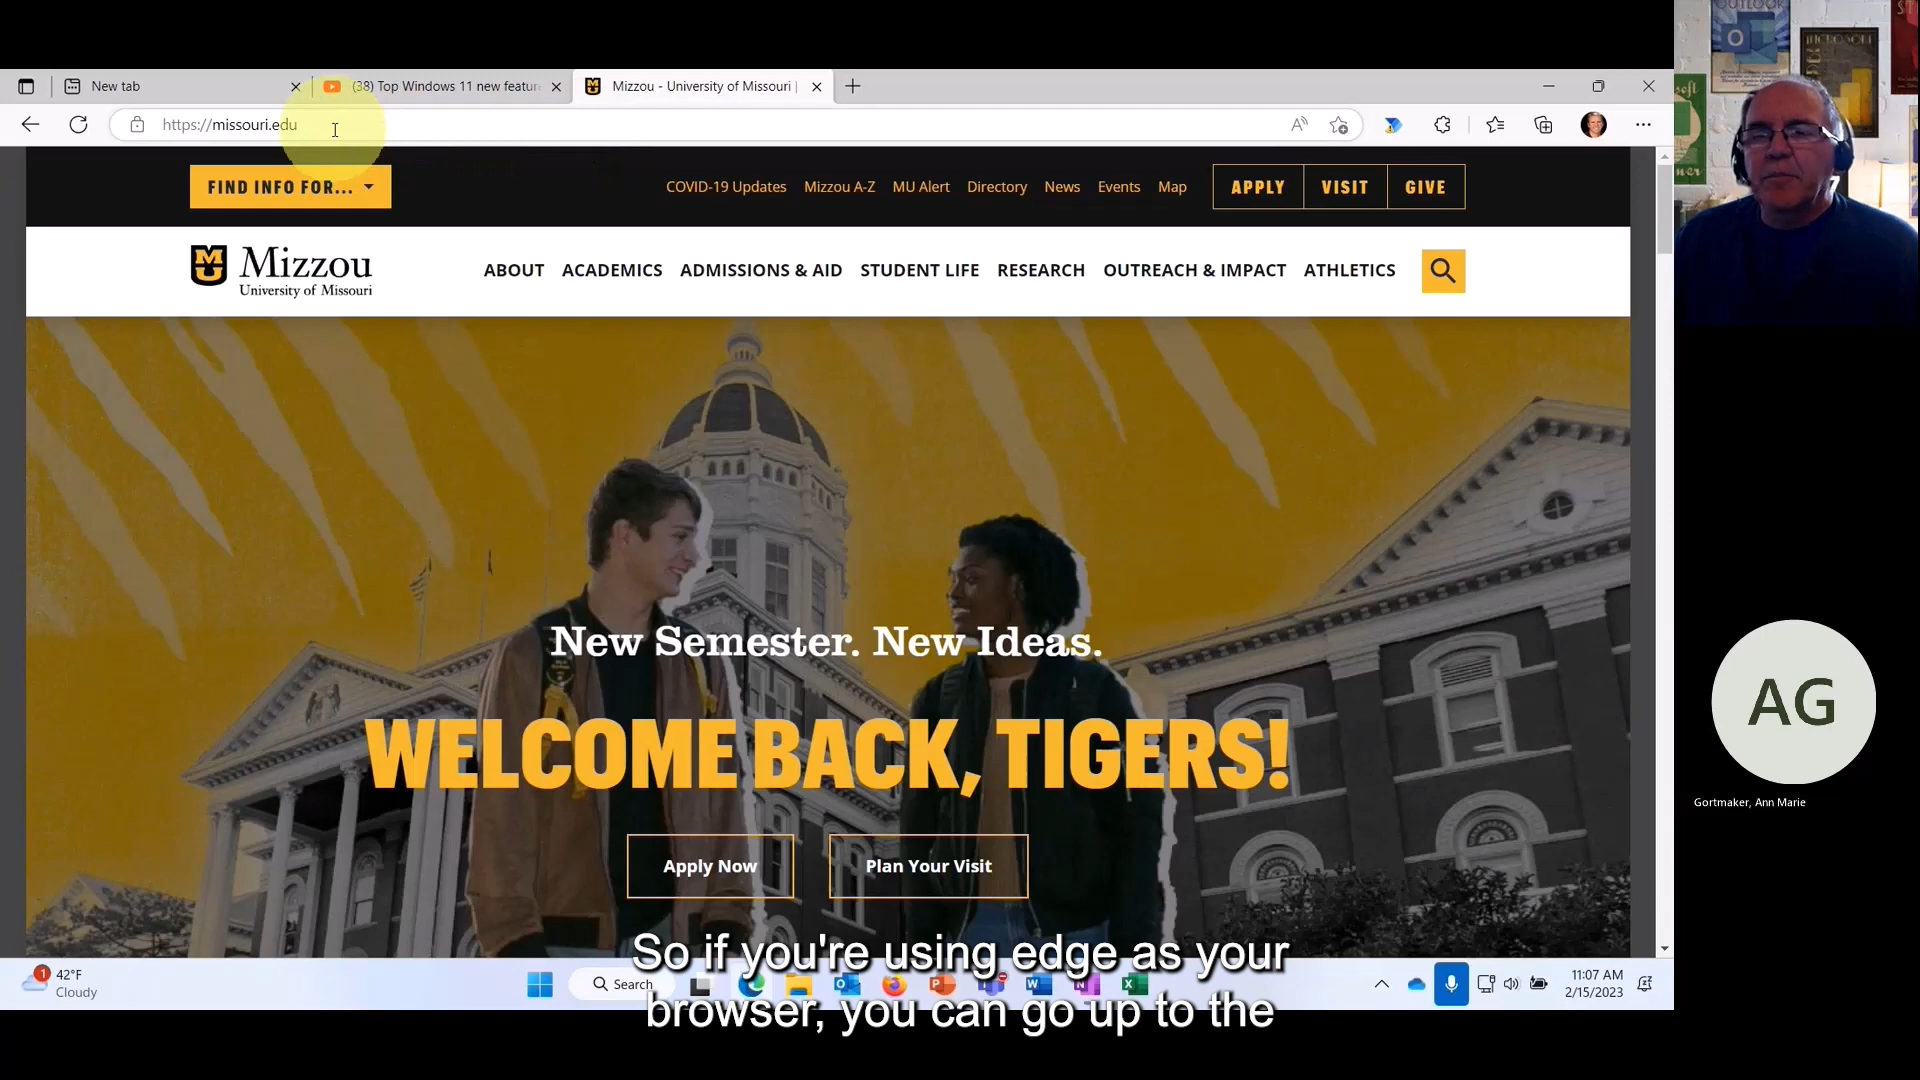 New tab
(38) Top Windows 11 new featur
Mizzou - University of Missouri |
https://missouri.edu
FIND INFO FOR...
COVID-19 Updates
Mizzou A-Z
MU Alert
Directory
News
Events
Map
APPLY
VISIT
GIVE
Mizzou
University of Missouri
ABOUT
ACADEMICS
ADMISSIONS & AID
STUDENT LIFE
RESEARCH
OUTREACH & IMPACT
ATHLETICS
New Semester. New Ideas.
WELCOME BACK, TIGERS!
Apply Now
Plan Your Visit
So if you're using edge as your
browser, you can go up to the
1
42°F
Cloudy
Search
11:07 AM
2/15/2023
OUTLOOK
AG
Gortmaker, Ann Marie